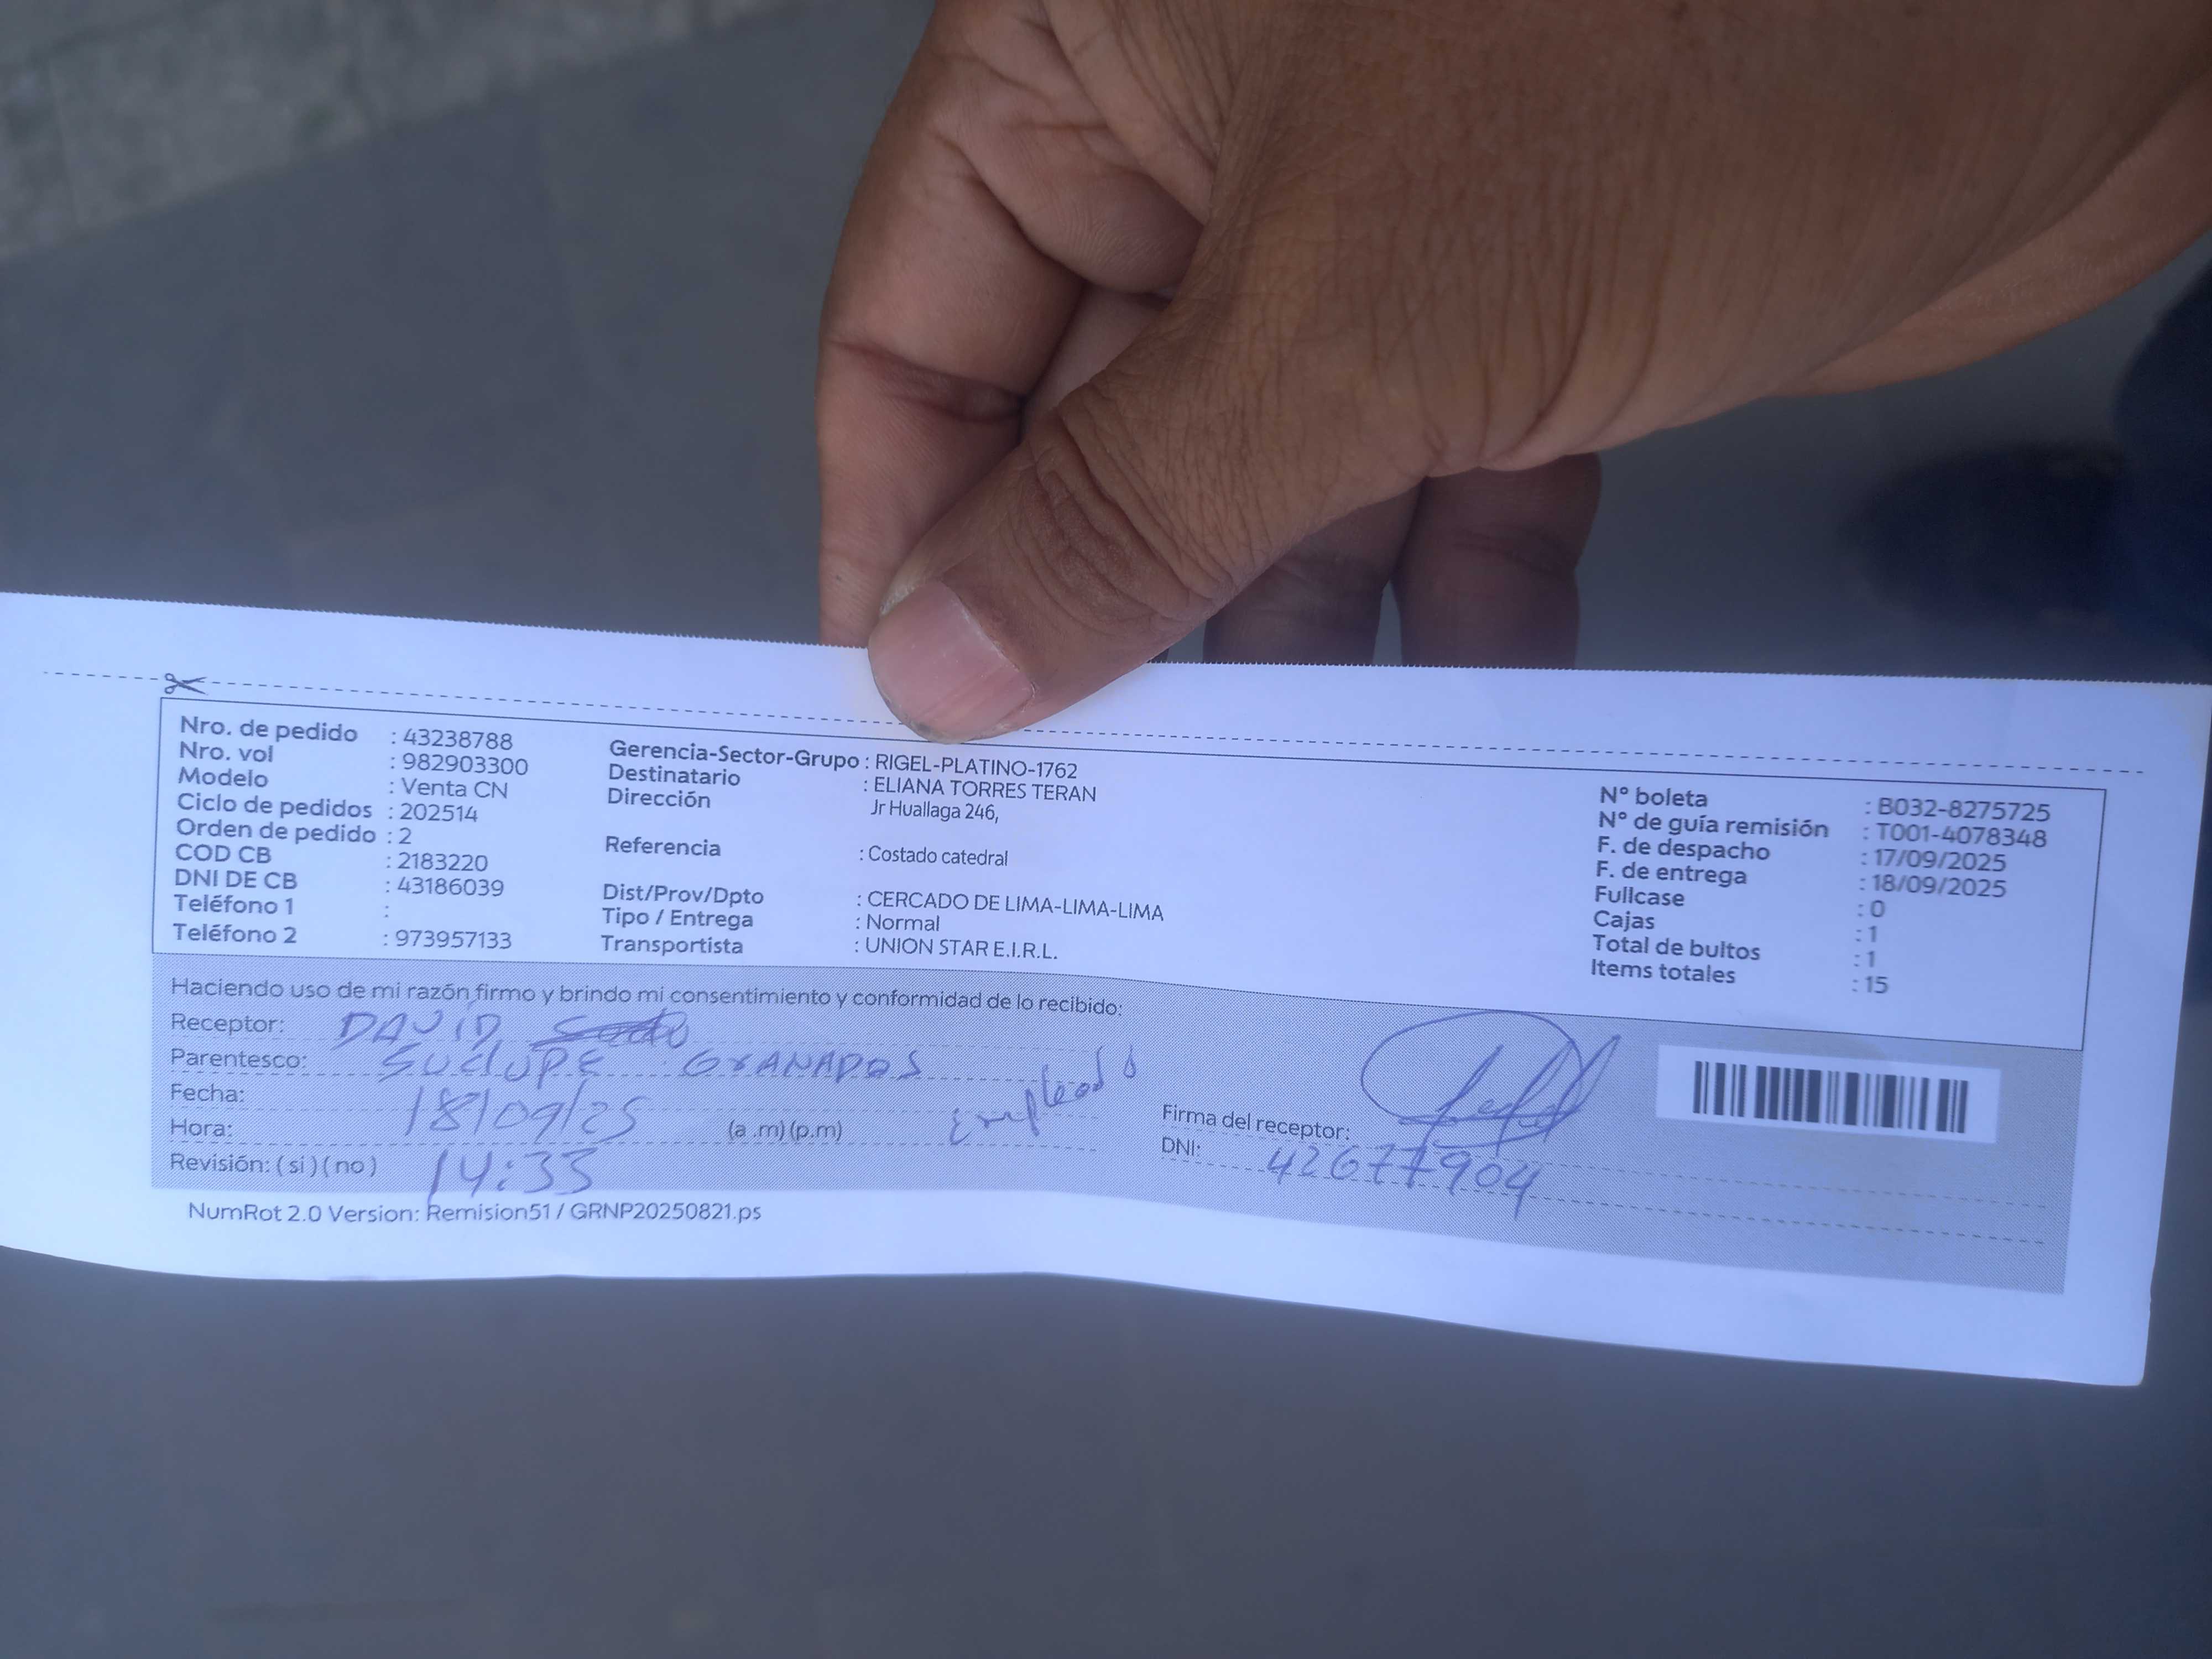 Nro. de pedido : 43238788
Nro. vol : 982903300
Modelo : Venta CN
Ciclo de pedidos : 202514
Orden de pedido : 2
COD CB : 2183220
DNI DE CB : 43186039
Teléfono 1 :
Teléfono 2 : 973957133
Gerencia-Sector-Grupo : RIGEL-PLATINO-1762
Destinatario : ELIANA TORRES TERAN
Dirección Jr Huallaga 246,
Referencia : Costado catedral
Dist/Prov/Dpto : CERCADO DE LIMA-LIMA-LIMA
Tipo / Entrega : Normal
Transportista : UNION STAR E.I.R.L.
N° boleta : B032-8275725
N° de guía remisión : T001-4078348
F. de despacho : 17/09/2025
F. de entrega : 18/09/2025
Fullcase : 0
Cajas : 1
Total de bultos : 1
Items totales : 15
Haciendo uso de mi razón firmo y brindo mi consentimiento y conformidad de lo recibido:
Receptor: DAVID
Parentesco: SUCLUPE GRANADOS
Empleado
Fecha: 18/09/25
Hora: (a .m) (p.m)
Revisión: ( si ) ( no ) 14:33
Firma del receptor:
DNI: 42677904
NumRot 2.0 Version: Remision51 / GRNP20250821.ps